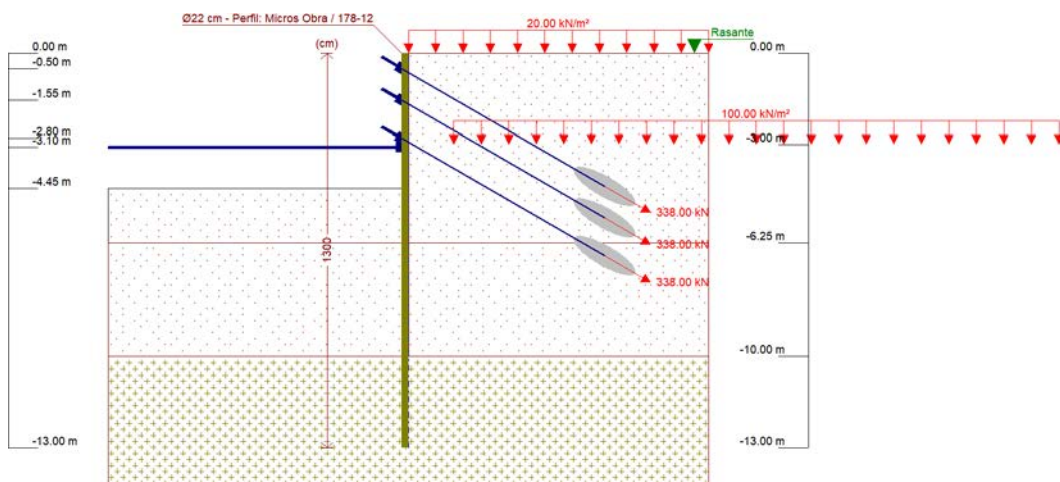 Ø22 cm - Perfil: Micros Obra / 178-12
20.00 kN/m²
Rasante
(cm)
0.00 m
-0.50 m
-1.55 m
-2.80 m
-3.10 m
-4.45 m
-13.00 m
1300
100.00 kN/m²
338.00 kN
338.00 kN
338.00 kN
0.00 m
-3.00 m
-6.25 m
-10.00 m
-13.00 m